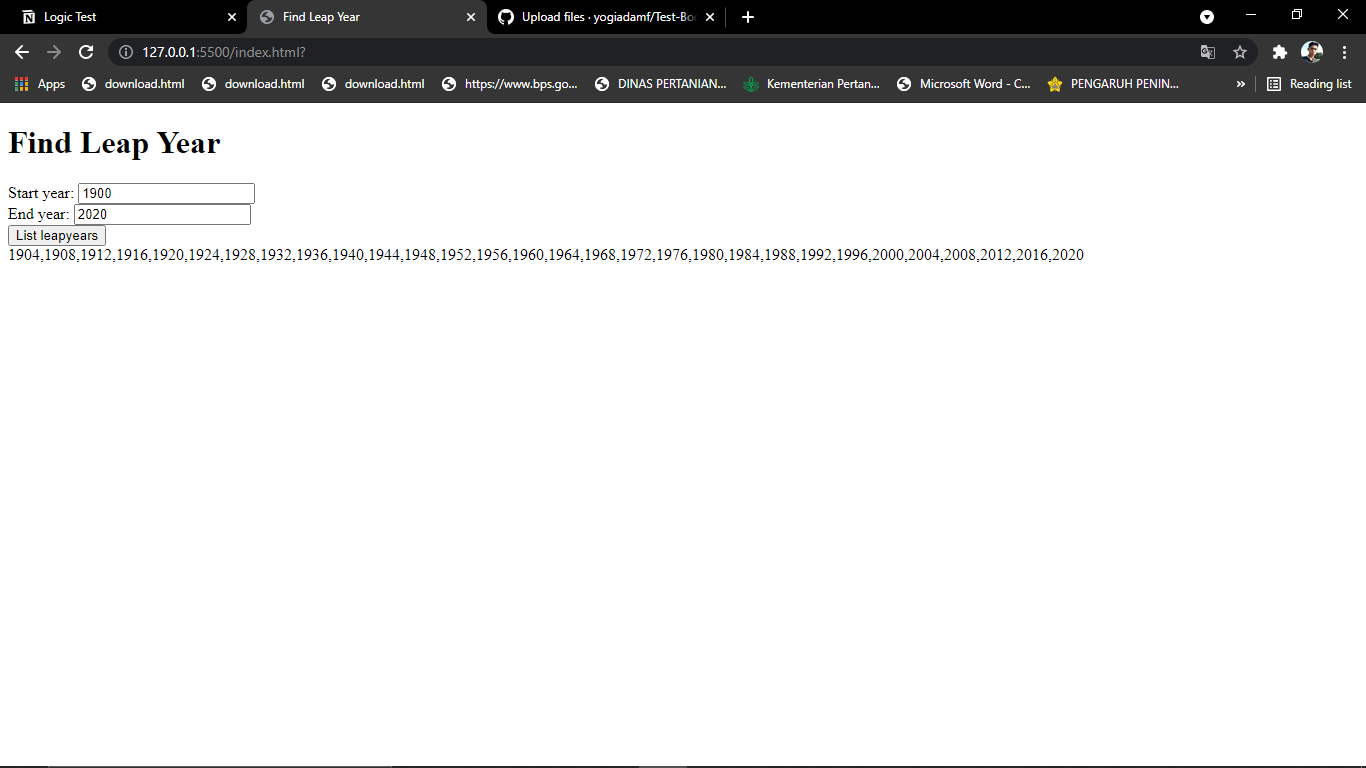 Logic Test
Find Leap Year
Upload files · yogiadamf/Test-Boo
127.0.0.1:5500/index.html?
Apps download.html download.html download.html https://www.bps.go... DINAS PERTANIAN... Kementerian Pertan... Microsoft Word - C... PENGARUH PENIN... » Reading list
Find Leap Year
Start year: 1900
End year: 2020
List leapyears
1904,1908,1912,1916,1920,1924,1928,1932,1936,1940,1944,1948,1952,1956,1960,1964,1968,1972,1976,1980,1984,1988,1992,1996,2000,2004,2008,2012,2016,2020